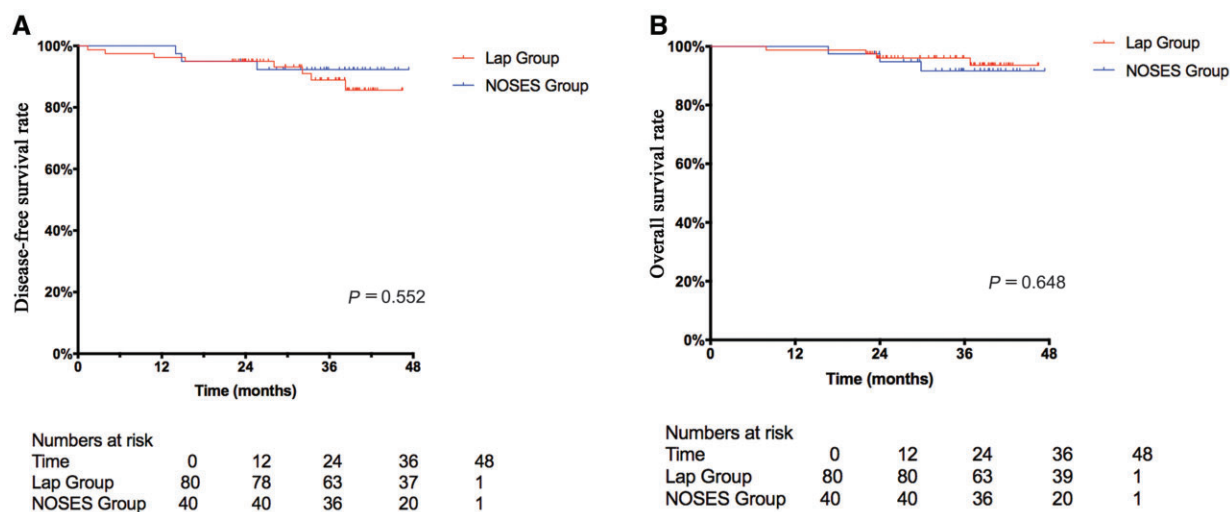 A
100%
80%
60%
40%
20%
0%
Disease-free survival rate
0
12
24
36
48
Time (months)
Lap Group
NOSES Group
P = 0.552
Numbers at risk
Time 0 12 24 36 48
Lap Group 80 78 63 37 1
NOSES Group 40 40 36 20 1
B
100%
80%
60%
40%
20%
0%
Overall survival rate
0
12
24
36
48
Time (months)
Lap Group
NOSES Group
P = 0.648
Numbers at risk
Time 0 12 24 36 48
Lap Group 80 80 63 39 1
NOSES Group 40 40 36 20 1